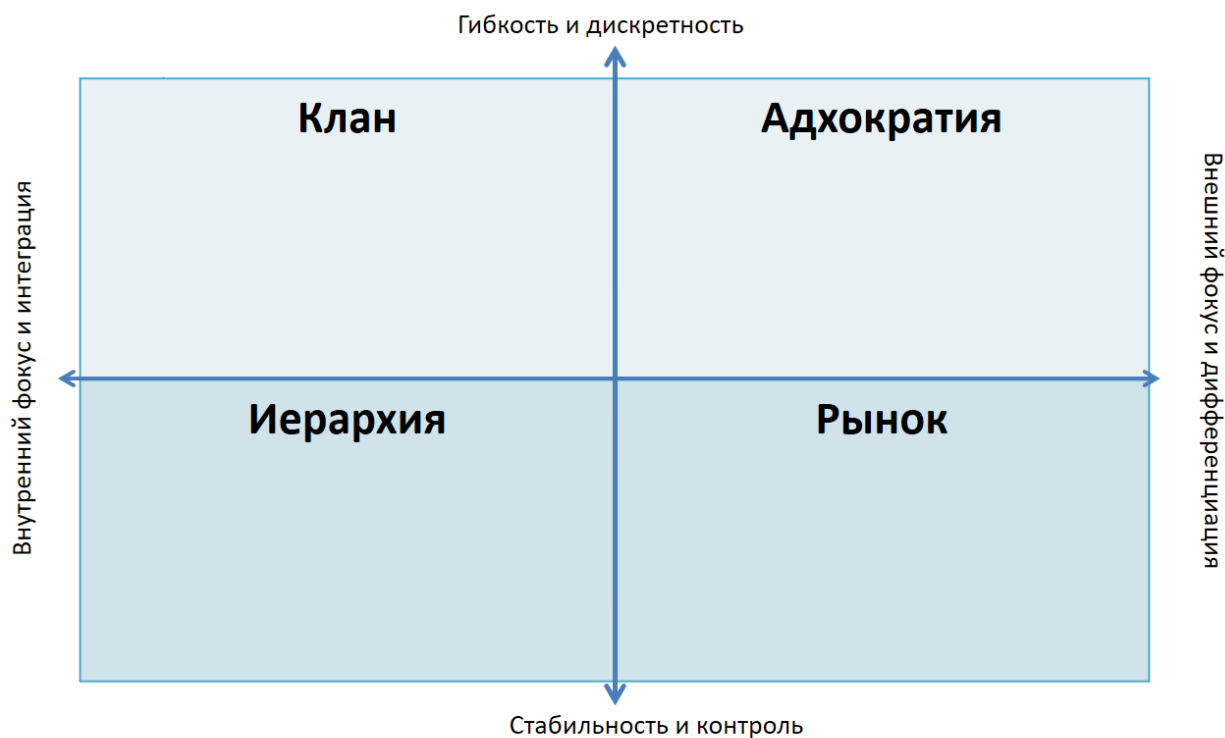 Гибкость и дискретность
Клан
Адхократия
Внутренний фокус и интеграция
Внешний фокус и дифференциация
Иерархия
Рынок
Стабильность и контроль